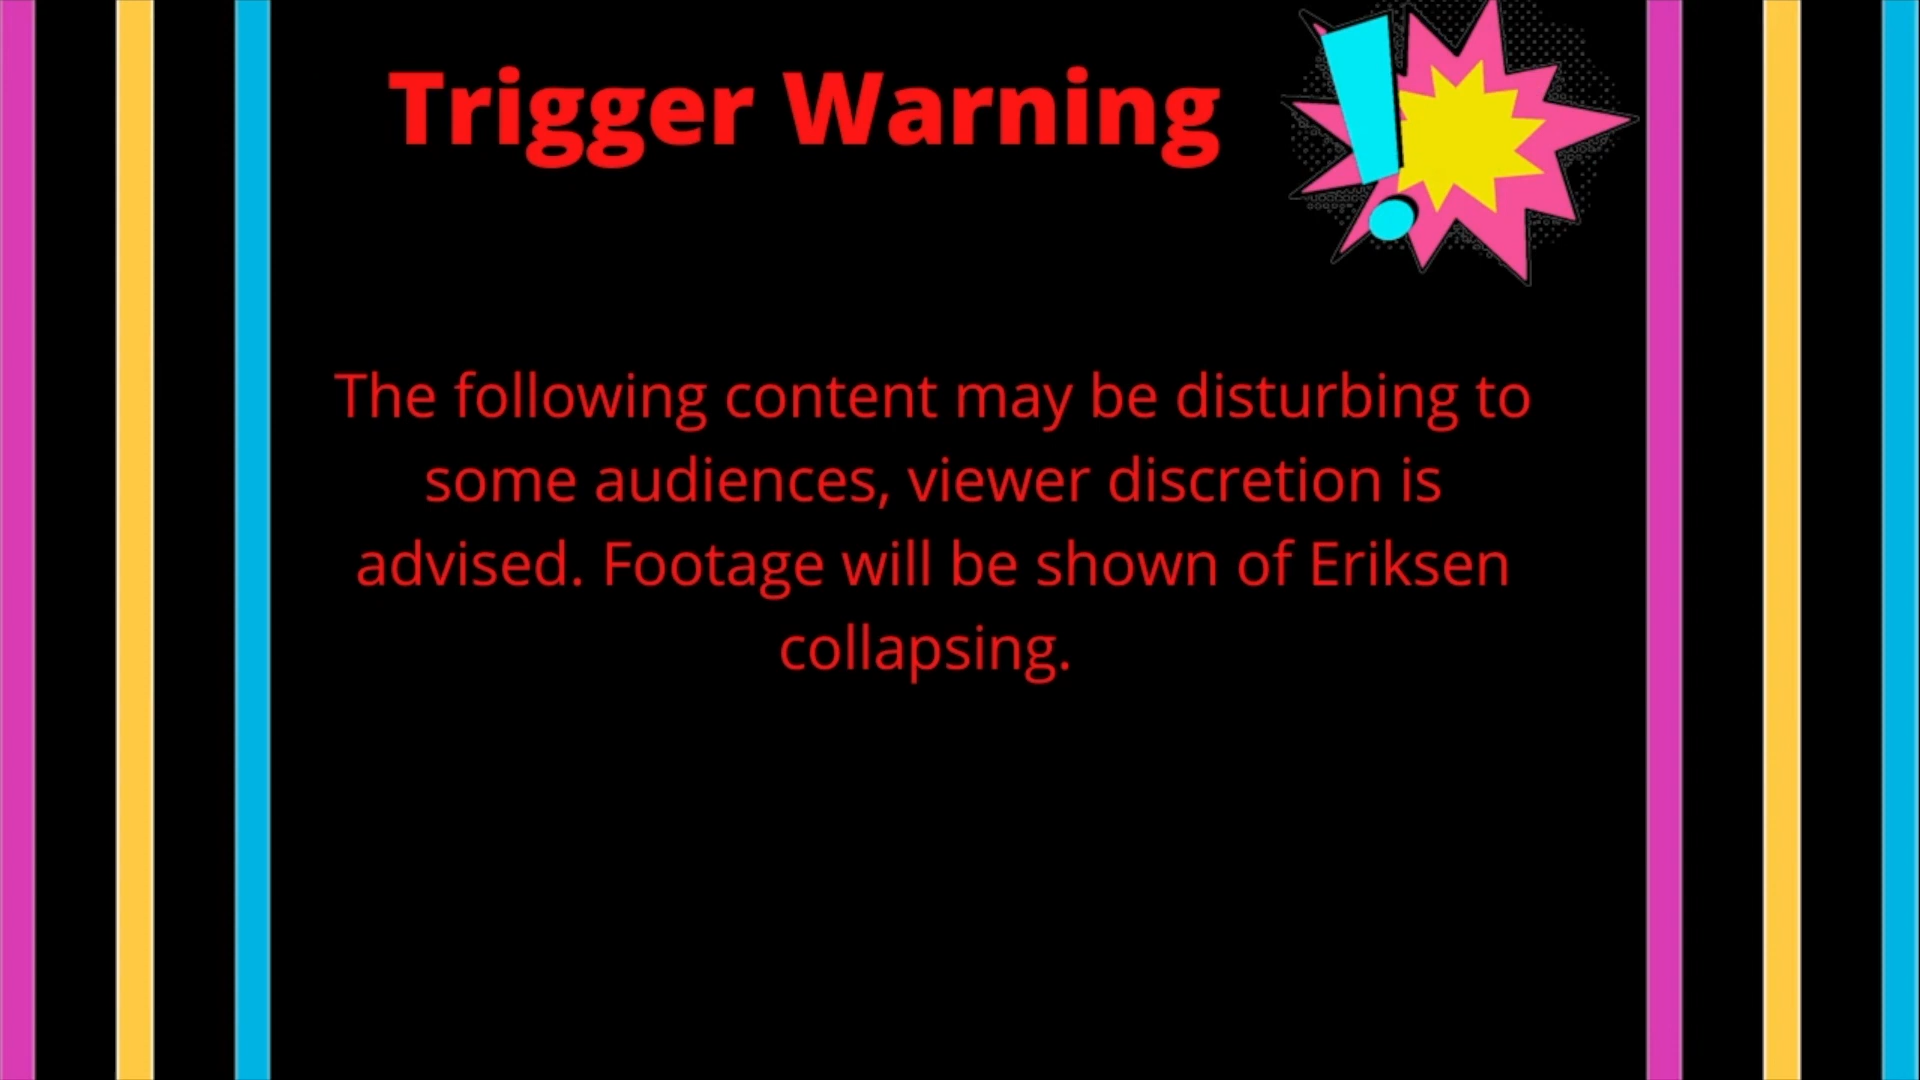 Trigger Warning
The following content may be disturbing to
some audiences, viewer discretion is
advised. Footage will be shown of Eriksen
collapsing.